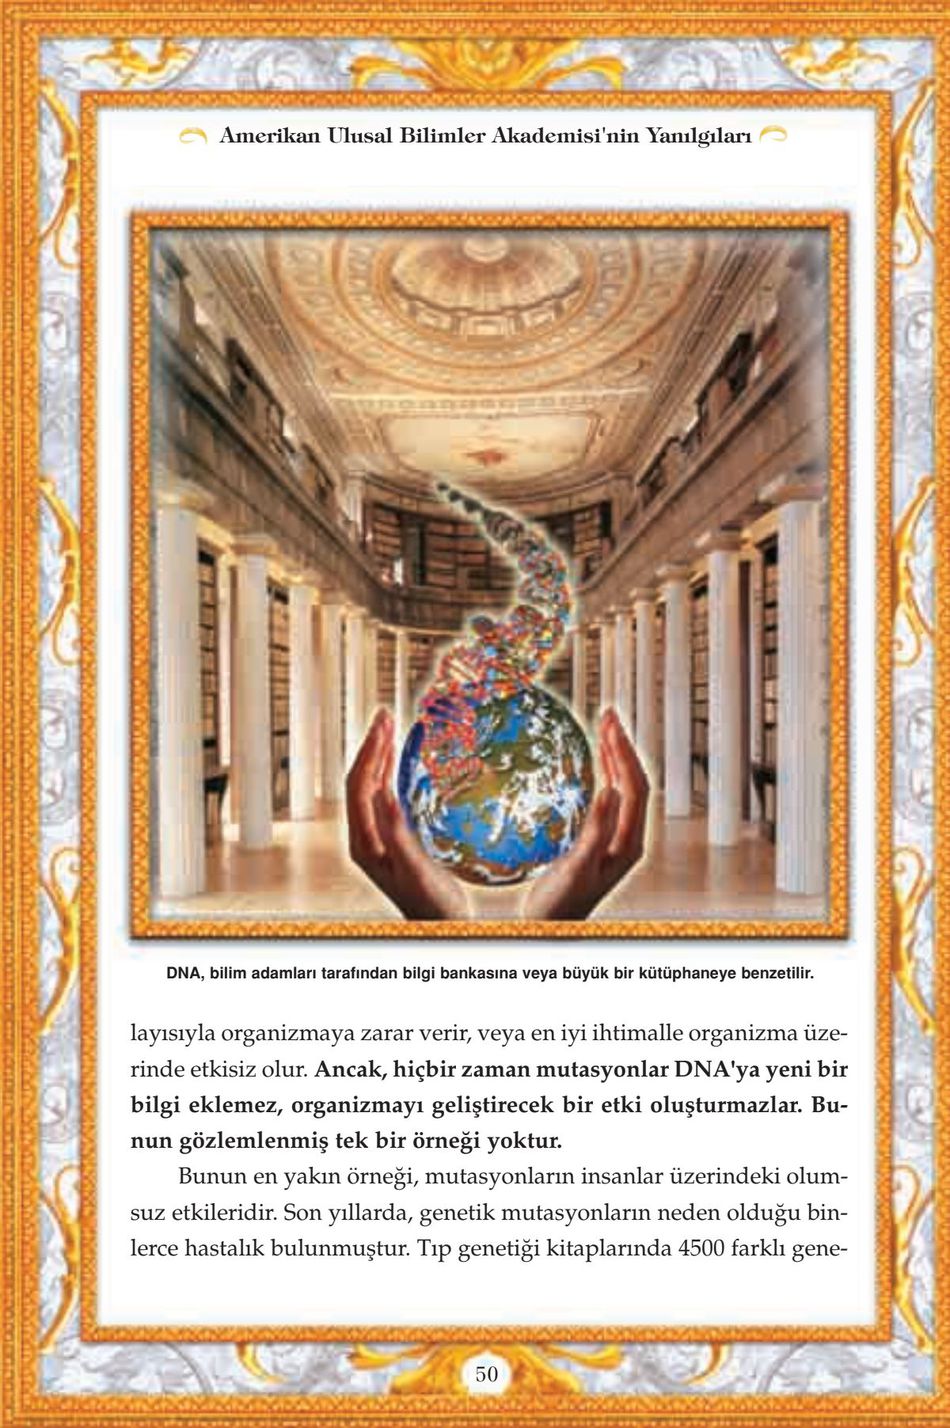 Amerikan Ulusal Bilimler Akademisi'nin Yanılgıları
DNA, bilim adamları tarafından bilgi bankasına veya büyük bir kütüphaneye benzetilir.
layısıyla organizmaya zarar verir, veya en iyi ihtimalle organizma üze-
rinde etkisiz olur. Ancak, hiçbir zaman mutasyonlar DNA'ya yeni bir
bilgi eklemez, organizmayı geliştirecek bir etki oluşturmazlar. Bu-
nun gözlemlenmiş tek bir örneği yoktur.
Bunun en yakın örneği, mutasyonların insanlar üzerindeki olum-
suz etkileridir. Son yıllarda, genetik mutasyonların neden olduğu bin-
lerce hastalık bulunmuştur. Tıp genetiği kitaplarında 4500 farklı gene-
50